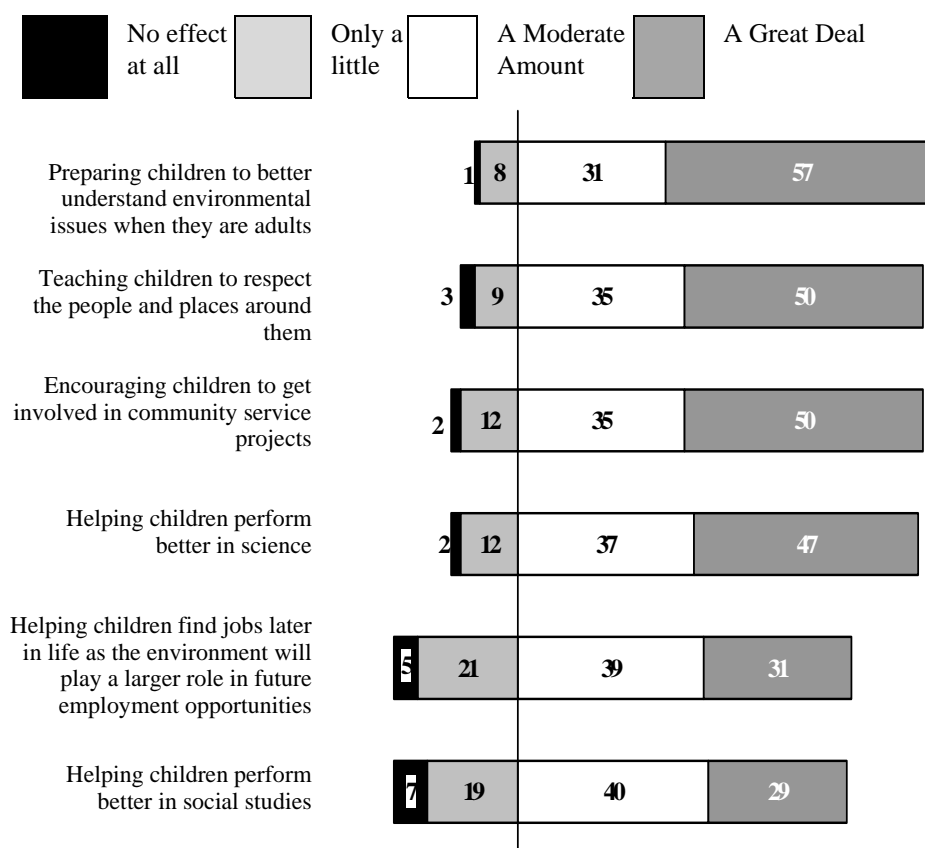 No effect
at all
Only a
little
A Moderate
Amount
A Great Deal
Preparing children to better
understand environmental
issues when they are adults
1 8 31 57
Teaching children to respect
the people and places around
them
3 9 35 50
Encouraging children to get
involved in community service
projects
2 12 35 50
Helping children perform
better in science
2 12 37 47
Helping children find jobs later
in life as the environment will
play a larger role in future
employment opportunities
5 21 39 31
Helping children perform
better in social studies
7 19 40 29